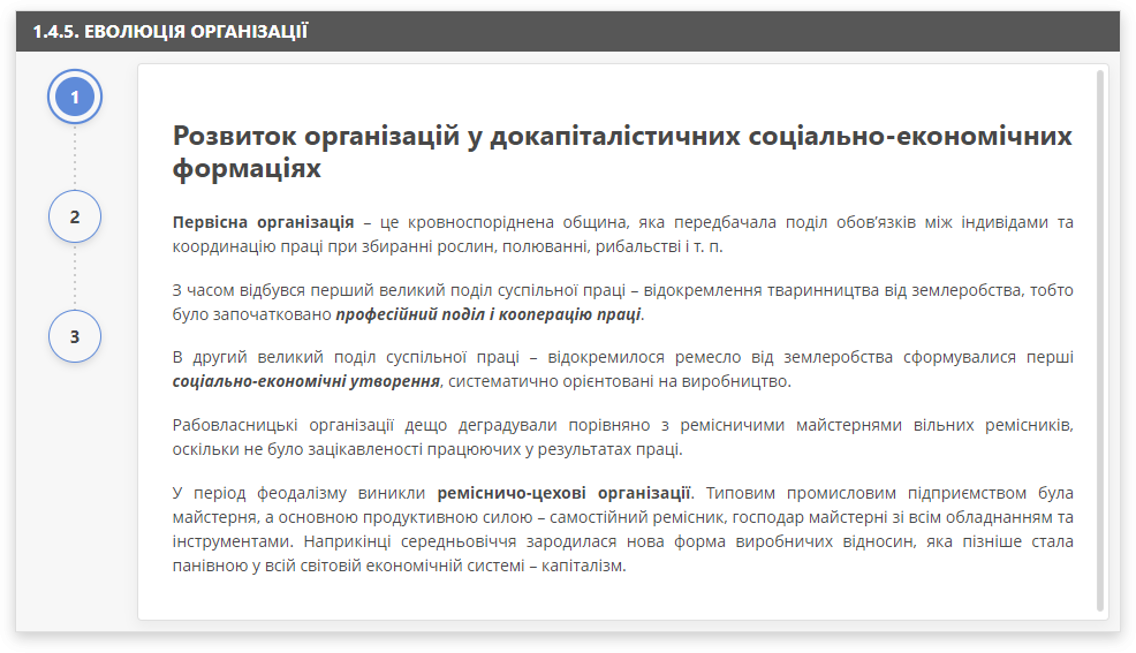 1.4.5. ЕВОЛЮЦІЯ ОРГАНІЗАЦІЇ
1
2
3
Розвиток організацій у докапіталістичних соціально-економічних
формаціях
Первісна організація – це кровноспоріднена община, яка передбачала поділ обов’язків між індивідами та
координацію праці при збиранні рослин, полюванні, рибальстві і т. п.
З часом відбувся перший великий поділ суспільної праці – відокремлення тваринництва від землеробства, тобто
було започатковано професійний поділ і кооперацію праці.
В другий великий поділ суспільної праці – відокремилося ремесло від землеробства сформувалися перші
соціально-економічні утворення, систематично орієнтовані на виробництво.
Рабовласницькі організації дещо деградували порівняно з ремісничими майстернями вільних ремісників,
оскільки не було зацікавленості працюючих у результатах праці.
У період феодалізму виникли ремісничо-цехові організації. Типовим промисловим підприємством була
майстерня, а основною продуктивною силою – самостійний ремісник, господар майстерні зі всім обладнанням та
інструментами. Наприкінці середньовіччя зародилася нова форма виробничих відносин, яка пізніше стала
панівною у всій світовій економічній системі – капіталізм.